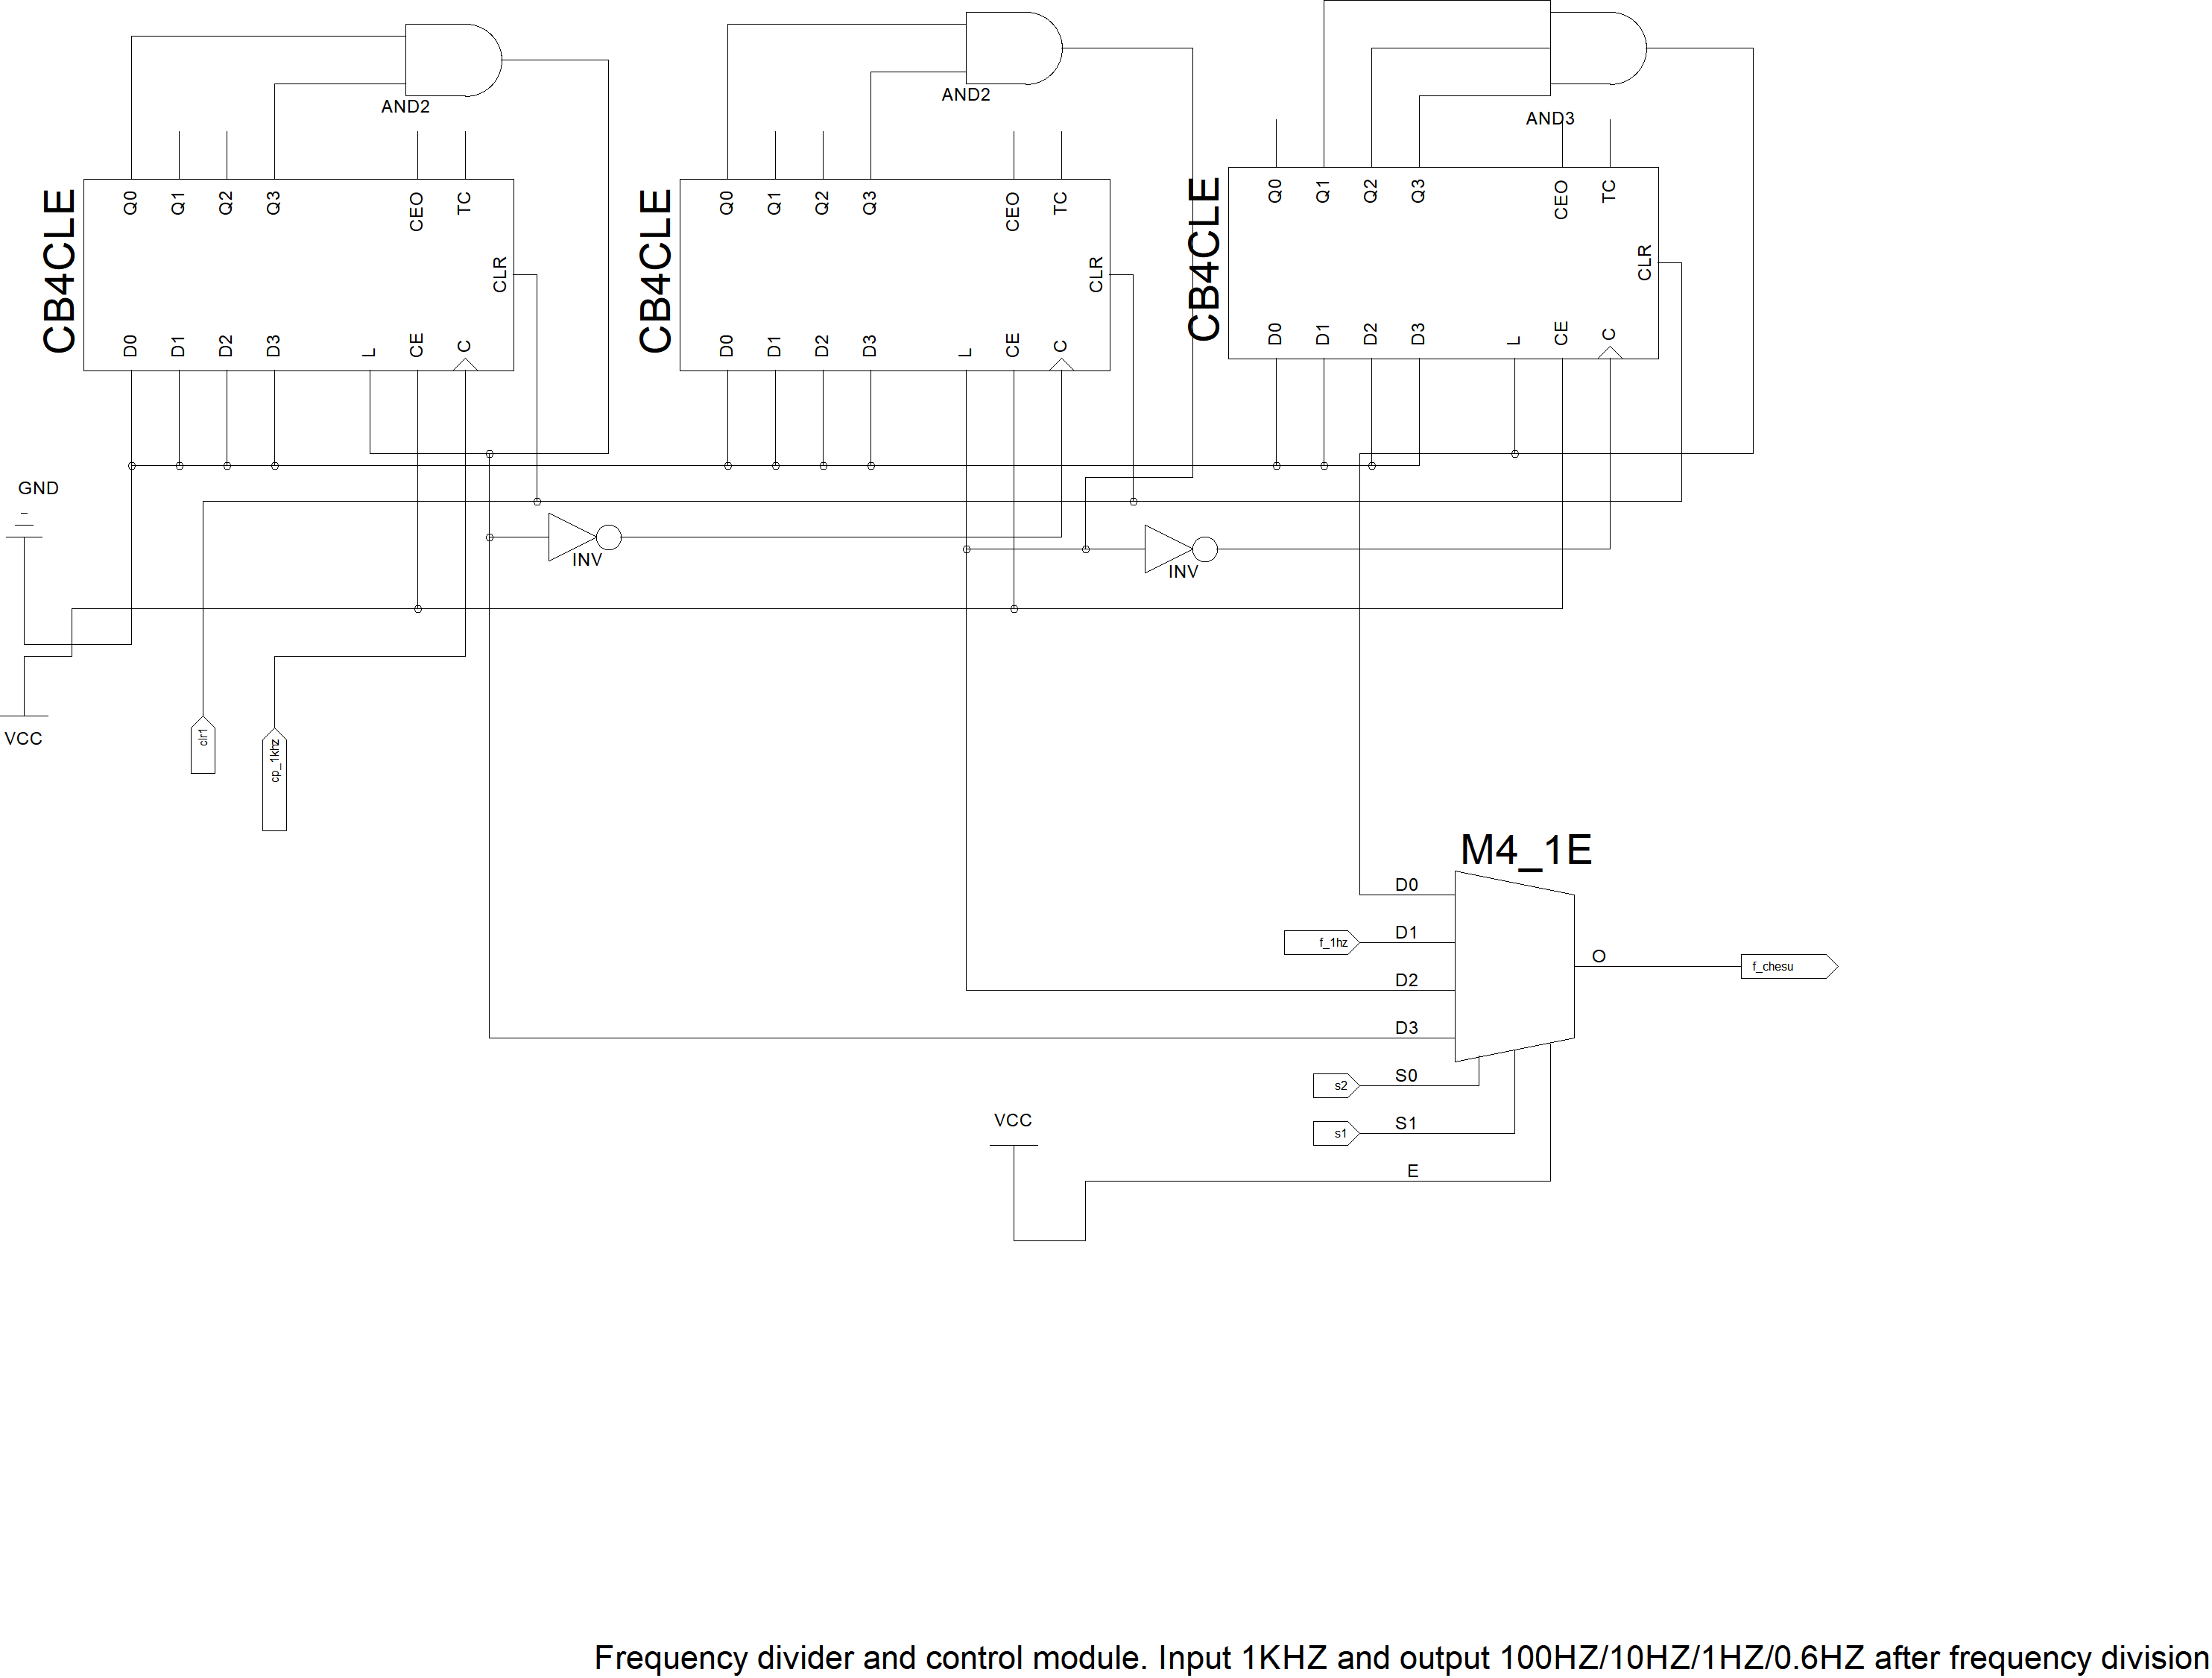 AND2
AND2
AND3
CB4CLE
Q0 Q1 Q2 Q3 CEO TC
CLR
D0 D1 D2 D3 L CE C
CB4CLE
Q0 Q1 Q2 Q3 CEO TC
CLR
D0 D1 D2 D3 L CE C
CB4CLE
Q0 Q1 Q2 Q3 CEO TC
CLR
D0 D1 D2 D3 L CE C
GND
INV
INV
VCC
clr1
cp_1khz
M4_1E
D0
f_1hz D1
D2
D3
O
f_chesu
s2 S0
s1 S1
E
VCC
Frequency divider and control module. Input 1KHZ and output 100HZ/10HZ/1HZ/0.6HZ after frequency division